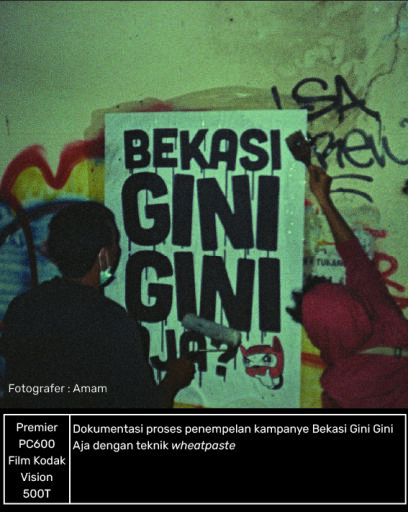 BEKASI
GINI
GINI
SA
Fotografer : Amam
Premier
PC600
Film Kodak
Vision
500T
Dokumentasi proses penempelan kampanye Bekasi Gini Gini
Aja dengan teknik wheatpaste